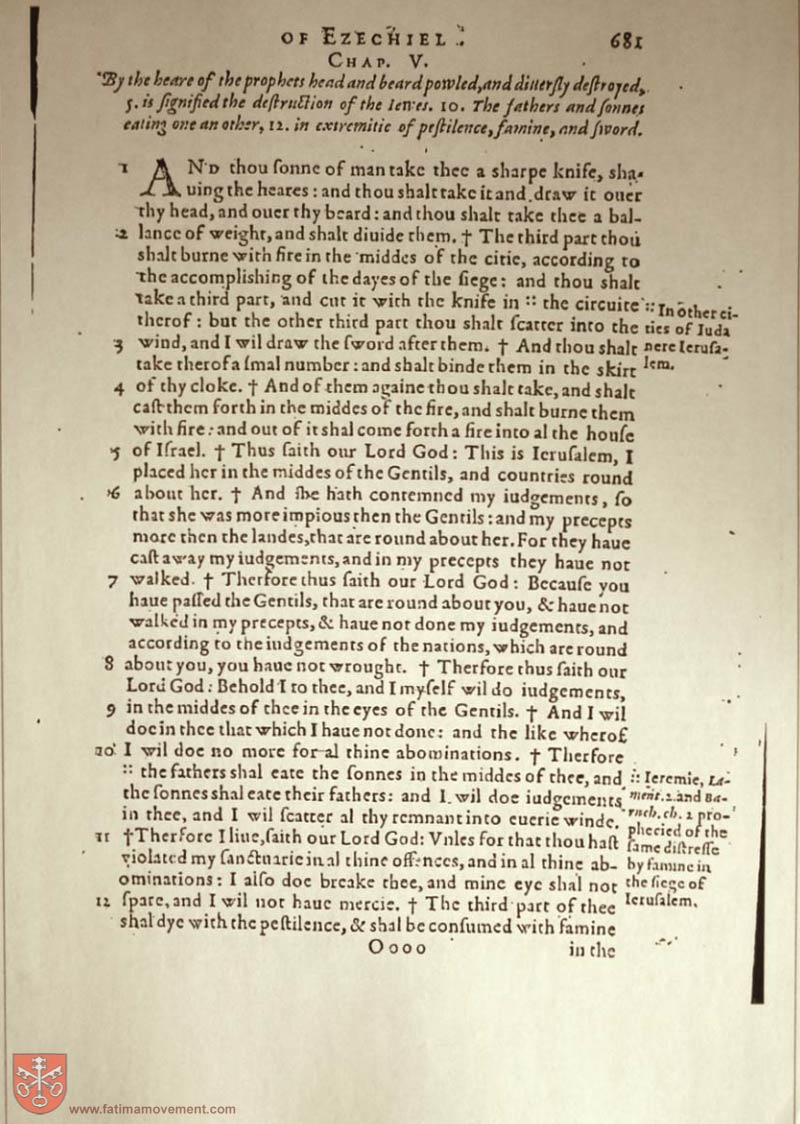 OF EZECHIEL. 681
CHAP. V.
By the heare of the prophets head and beard powled, and diuersly destroyed,
5. is signified the destruction of the Iewes. 10. The fathers and sonnes
eating one an other, 12. in extremitie of pestilence, famine, and sword.
1 AND thou sonne of man take thee a sharpe knife, sha-
uing the heares : and thou shalt take it and draw it ouer
thy head, and ouer thy beard : and thou shalt take thee a bal-
2 lance of weight, and shalt diuide them. † The third part thou
shalt burne with fire in the middes of the citie, according to
the accomplishing of the dayes of the siege : and thou shalt
take a third part, and cut it with the knife in :: the circuite
therof : but the other third part thou shalt scatter into the
3 wind, and I wil draw the sword after them. † And thou shalt
take therof a smal number : and shalt binde them in the skirt
4 of thy cloke. † And of them againe thou shalt take, and shalt
cast them forth in the middes of the fire, and shalt burne them
with fire : and out of it shal come forth a fire into al the house
5 of Israel. † Thus saith our Lord God : This is Ierusalem, I
placed her in the middes of the Gentils, and countries round
6 about her. † And she hath contemned my iudgements, so
that she was more impious then the Gentils : and my precepts
more then the landes, that are round about her. For they haue
cast away my iudgements, and in my precepts they haue not
7 walked. † Therfore thus saith our Lord God : Because you
haue passed the Gentils, that are round about you, & haue not
walked in my precepts, & haue not done my iudgements, and
according to the iudgements of the nations, which are round
8 about you, you haue not wrought. † Therfore thus saith our
Lord God : Behold I to thee, and I myself wil do iudgements,
9 in the middes of thee in the eyes of the Gentils. † And I wil
doe in thee that which I haue not done : and the like wherof
10 I wil doe no more for al thine abominations. † Therfore
:: the fathers shal eate the sonnes in the middes of thee, and
the sonnes shal eate their fathers : and I wil doe iudgements
in thee, and I wil scatter al thy remnant into euerie winde.
11 † Therfore I liue, saith our Lord God : Vnles for that thou hast
violated my sanctuarie in al thine offences, and in al thine ab-
ominations : I also doe breake thee, and mine eye shal not
12 spare, and I wil not haue mercie. † The third part of thee
shal dye with the pestilence, & shal be consumed with famine
Oooo in the
:: In other ci-
ties of Iuda
nere Ierusa-
lem.
:: Ieremie, La-
ment. 2. and Ba-
ruch. ch. 2 pro-
phecied of the
same distresse
by famine in
the siege of
Ierusalem.
www.fatimamovement.com